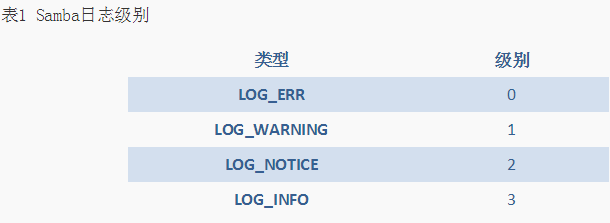 表1 Samba日志级别
类型 级别
LOG_ERR 0
LOG_WARNING 1
LOG_NOTICE 2
LOG_INFO 3